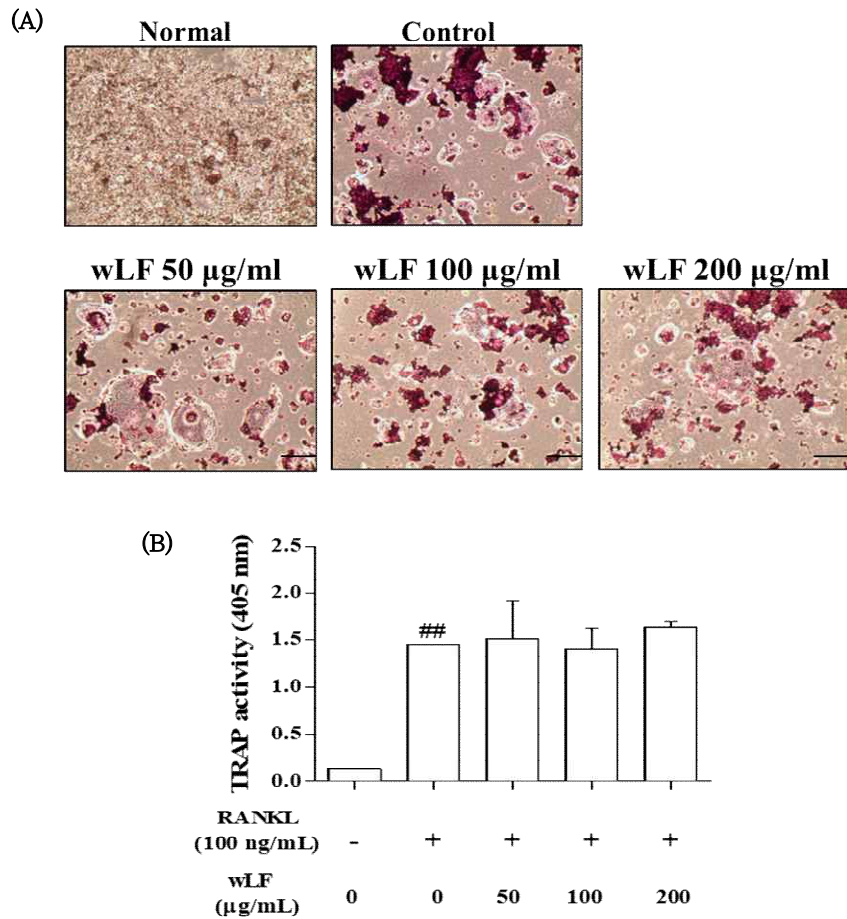 (A)
Normal
Control
wLF 50 µg/ml
wLF 100 µg/ml
wLF 200 µg/ml
(B)
TRAP activity (405 nm)
2.5
2.0
1.5
1.0
0.5
0.0
##
RANKL
(100 ng/mL) - + + + +
wLF
(µg/mL) 0 0 50 100 200